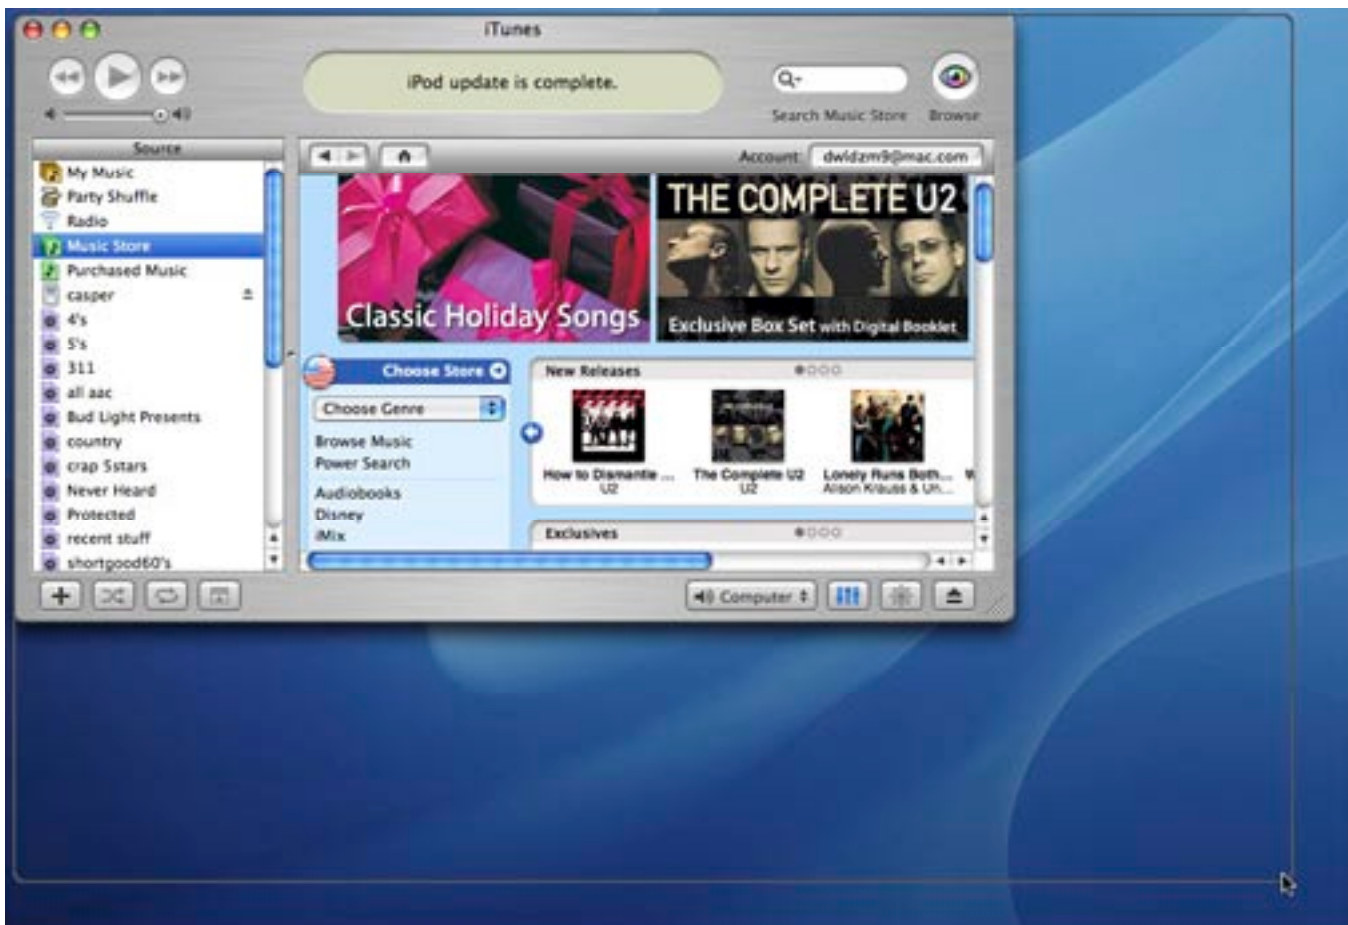 iTunes
iPod update is complete.
Search Music Store
Browse
Source
My Music
Party Shuffle
Radio
Music Store
Purchased Music
casper
4's
5's
311
all aac
Bud Light Presents
country
crap 5stars
Never Heard
Protected
recent stuff
shortgood60's
Account: dwidzm9@mac.com
Classic Holiday Songs
THE COMPLETE U2
Exclusive Box Set with Digital Booklet
Choose Store
Choose Genre
Browse Music
Power Search
Audiobooks
Disney
iMix
New Releases
How to Dismantle ...
U2
The Complete U2
U2
Lonely Runs Both...
Alison Krauss & Un...
Exclusives
Computer